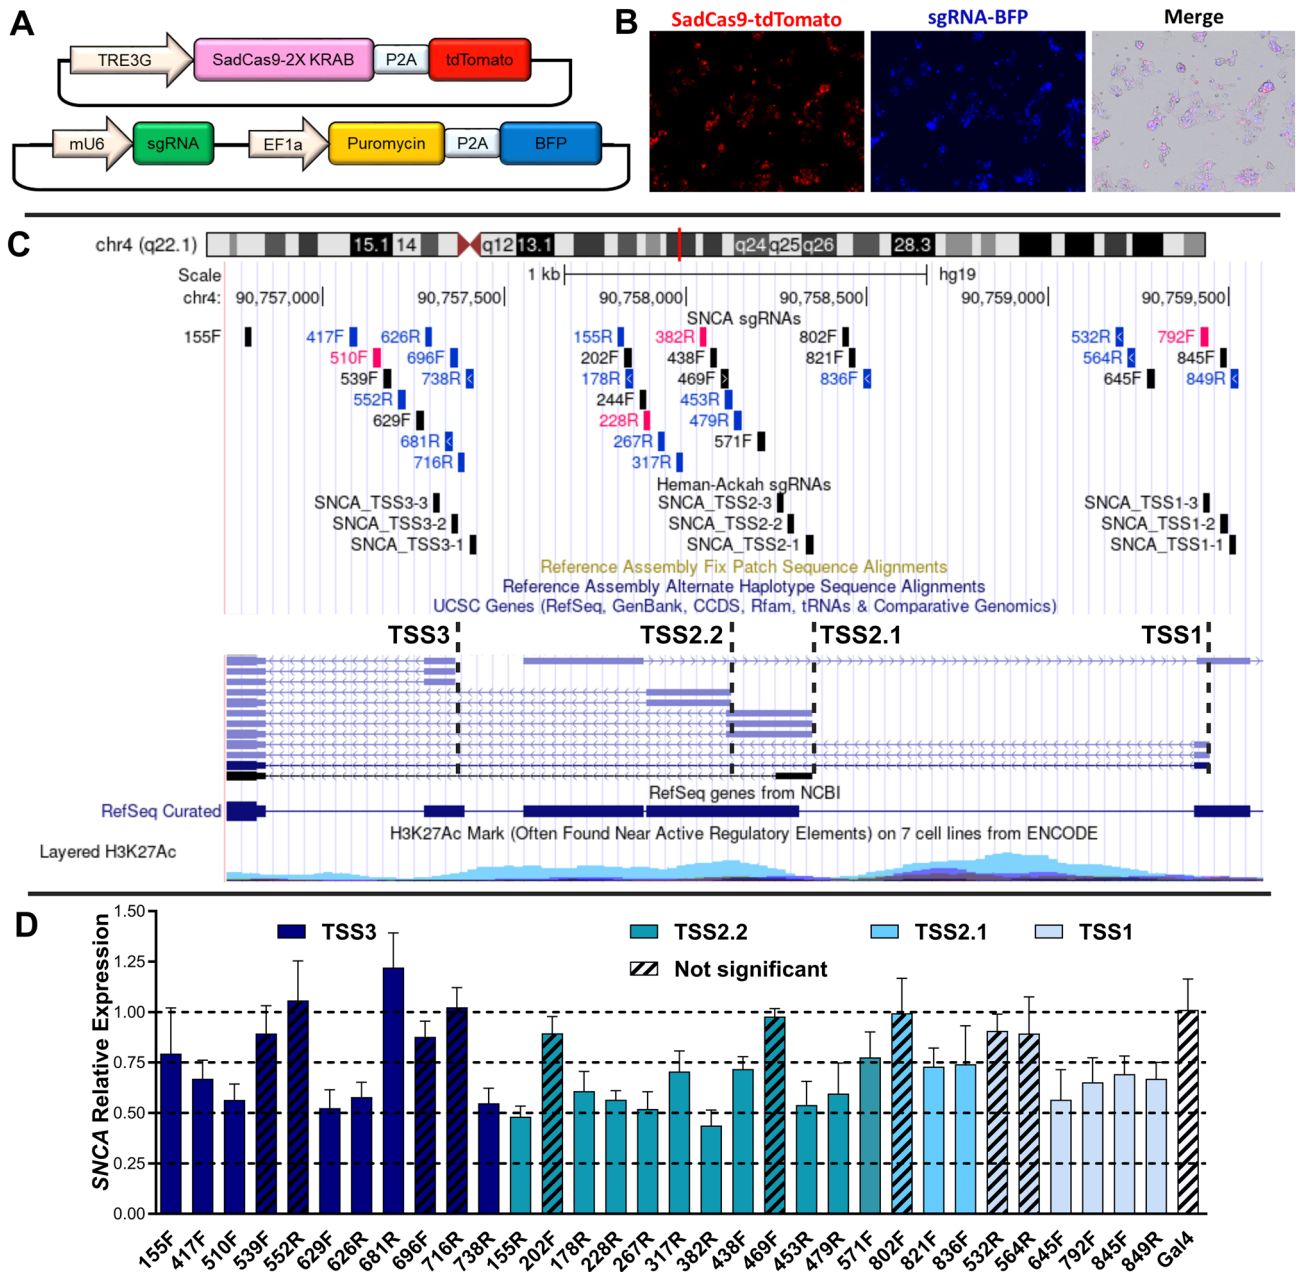 A
TRE3G
SadCas9-2X KRAB
P2A
tdTomato
mU6
sgRNA
EF1a
Puromycin
P2A
BFP
B
SadCas9-tdTomato
sgRNA-BFP
Merge
C
chr4 (q22.1)
15.1 14 q12 13.1 q24 q25 q26 28.3
Scale 1 kb hg19
chr4: 90,757,000 90,757,500 90,758,000 90,758,500 90,759,000 90,759,500
SNCA sgRNAs
155F 417F 626R 155R 382R 802F 532R 792F
510F 696F 202F 438F 821F 564R 845F
539F 738R 178R 469F 836F 645F 849R
552R 244F 453R
629F 228R 479R
681R 267R 571F
716R 317R
Heman-Ackah sgRNAs
SNCA_TSS3-3 SNCA_TSS2-3 SNCA_TSS1-3
SNCA_TSS3-2 SNCA_TSS2-2 SNCA_TSS1-2
SNCA_TSS3-1 SNCA_TSS2-1 SNCA_TSS1-1
Reference Assembly Fix Patch Sequence Alignments
Reference Assembly Alternate Haplotype Sequence Alignments
UCSC Genes (RefSeq, GenBank, CCDS, Rfam, tRNAs & Comparative Genomics)
TSS3 TSS2.2 TSS2.1 TSS1
RefSeq genes from NCBI
RefSeq Curated
H3K27Ac Mark (Often Found Near Active Regulatory Elements) on 7 cell lines from ENCODE
Layered H3K27Ac
D
SNCA Relative Expression
1.50
1.25
1.00
0.75
0.50
0.25
0.00
TSS3 TSS2.2 TSS2.1 TSS1
Not significant
155F 417F 510F 539F 552R 629F 626R 681R 696F 716R 738R 155R 202F 178R 228R 267R 317R 382R 438F 469F 453R 479R 571F 802F 821F 836F 532R 564R 645F 792F 845F 849R Gal4